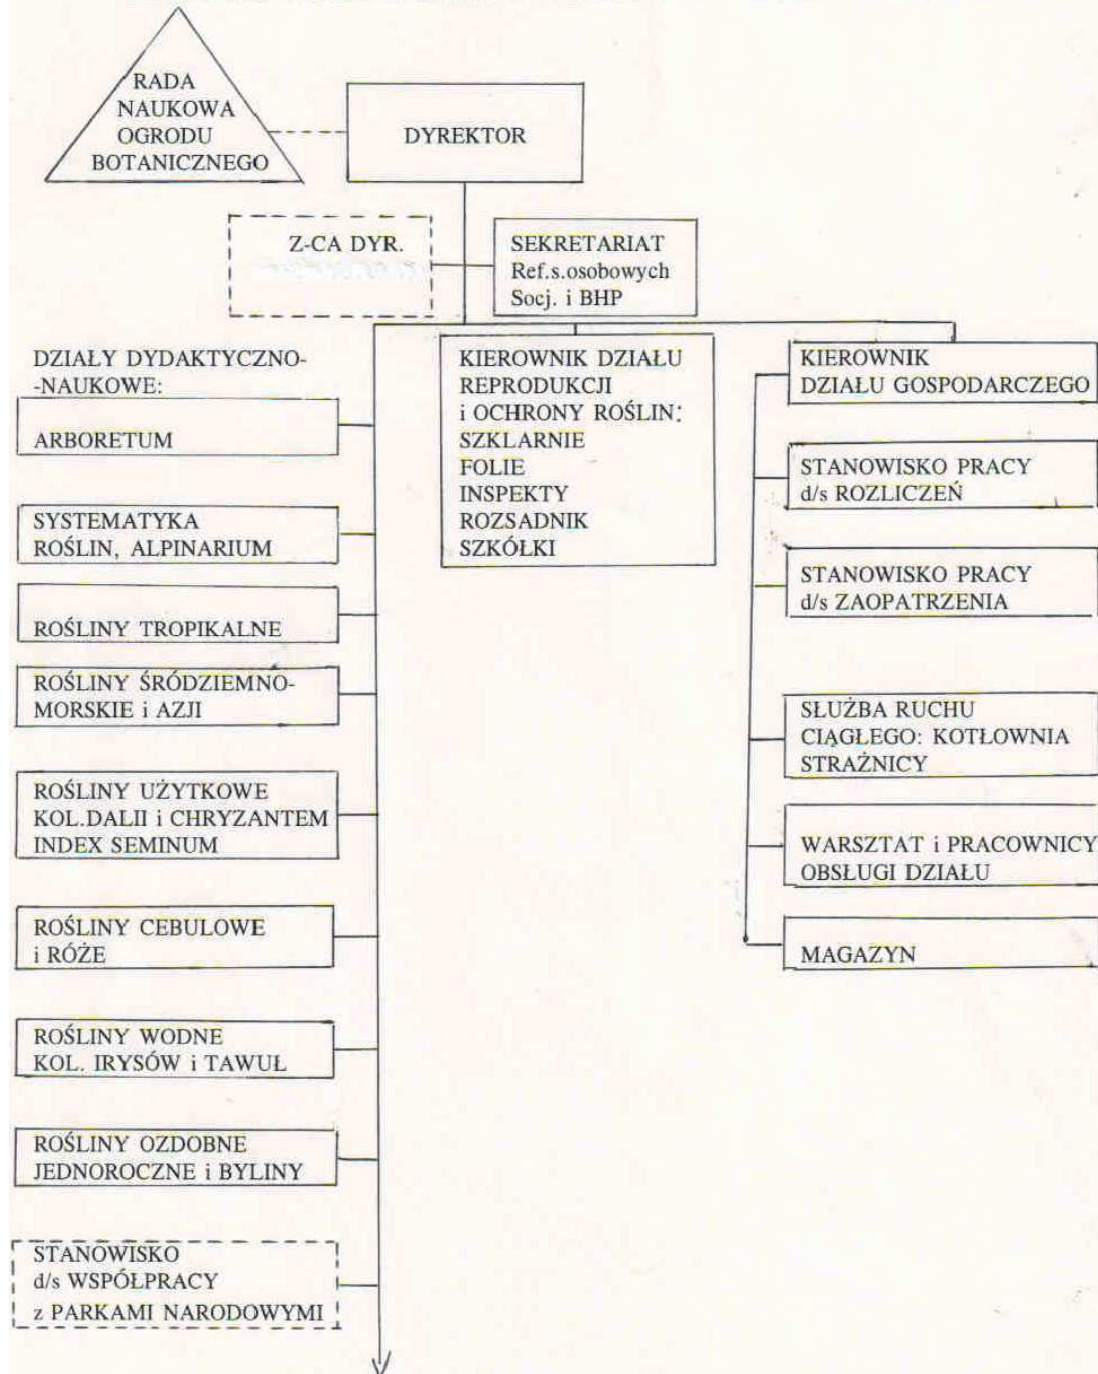 RADA
NAUKOWA
OGRODU
BOTANICZNEGO
DYREKTOR
Z-CA DYR.
SEKRETARIAT
Ref.s.osobowych
Socj. i BHP
DZIAŁY DYDAKTYCZNO-
-NAUKOWE:
ARBORETUM
SYSTEMATYKA
ROŚLIN, ALPINARIUM
ROŚLINY TROPIKALNE
ROŚLINY ŚRÓDZIEMNO-
MORSKIE i AZJI
ROŚLINY UŻYTKOWE
KOL.DALII i CHRYZANTEM
INDEX SEMINUM
ROŚLINY CEBULOWE
i RÓŻE
ROŚLINY WODNE
KOL. IRYSÓW i TAWUŁ
ROŚLINY OZDOBNE
JEDNOROCZNE i BYLINY
STANOWISKO
d/s WSPÓŁPRACY
z PARKAMI NARODOWYMI
KIEROWNIK DZIAŁU
REPRODUKCJI
i OCHRONY ROŚLIN:
SZKLARNIE
FOLIE
INSPEKTY
ROZSADNIK
SZKÓŁKI
KIEROWNIK
DZIAŁU GOSPODARCZEGO
STANOWISKO PRACY
d/s ROZLICZEŃ
STANOWISKO PRACY
d/s ZAOPATRZENIA
SŁUŻBA RUCHU
CIĄGŁEGO: KOTŁOWNIA
STRAŻNICY
WARSZTAT i PRACOWNICY
OBSŁUGI DZIAŁU
MAGAZYN